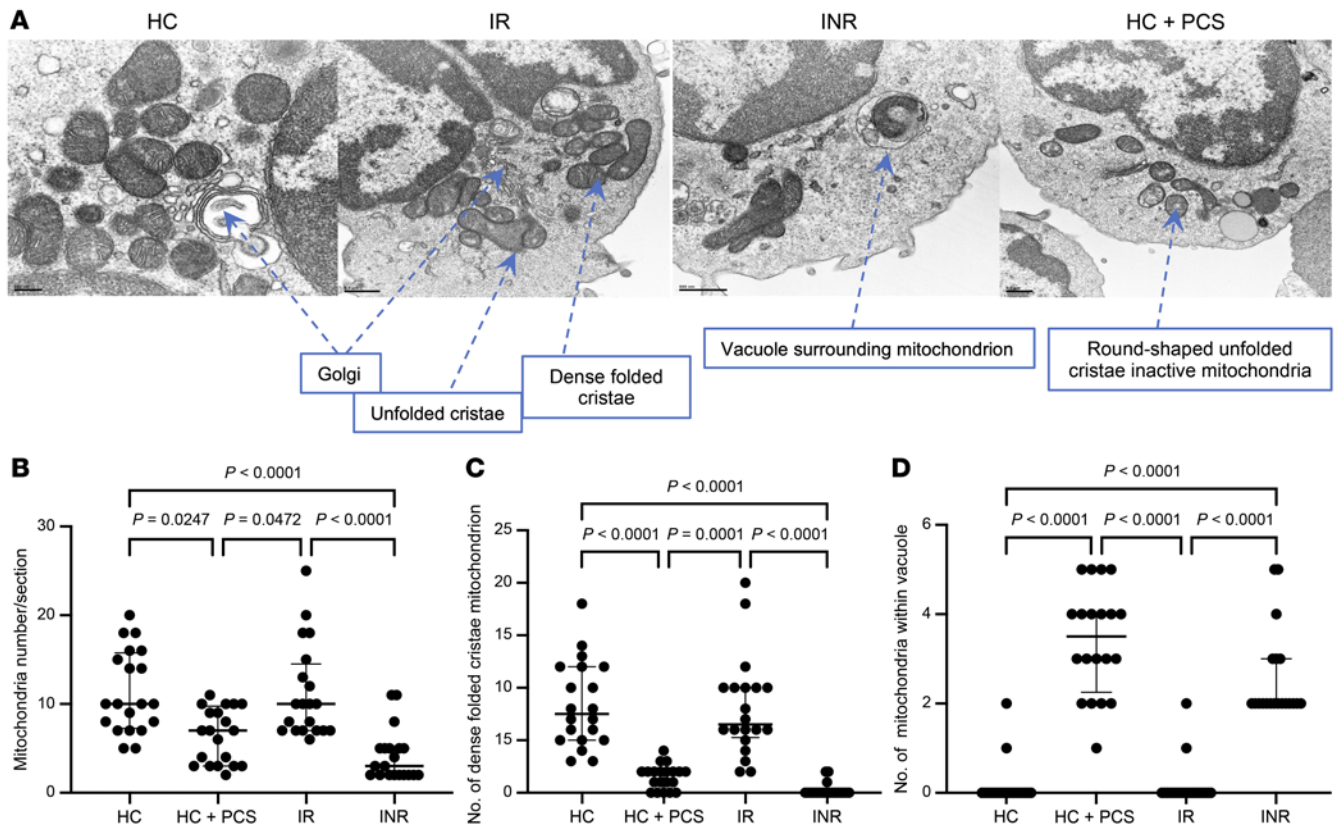 A
HC
IR
INR
HC + PCS
Golgi
Unfolded cristae
Dense folded
cristae
Vacuole surrounding mitochondrion
Round-shaped unfolded
cristae inactive mitochondria
B
P < 0.0001
P = 0.0247
P = 0.0472
P < 0.0001
Mitochondria number/section
30
20
10
0
HC
HC + PCS
IR
INR
C
P < 0.0001
P < 0.0001
P = 0.0001
P < 0.0001
No. of dense folded cristae mitochondrion
25
20
15
10
15
0
HC
HC + PCS
IR
INR
D
P < 0.0001
P < 0.0001
P < 0.0001
P < 0.0001
No. of mitochondria within vacuole
6
4
2
0
HC
HC + PCS
IR
INR